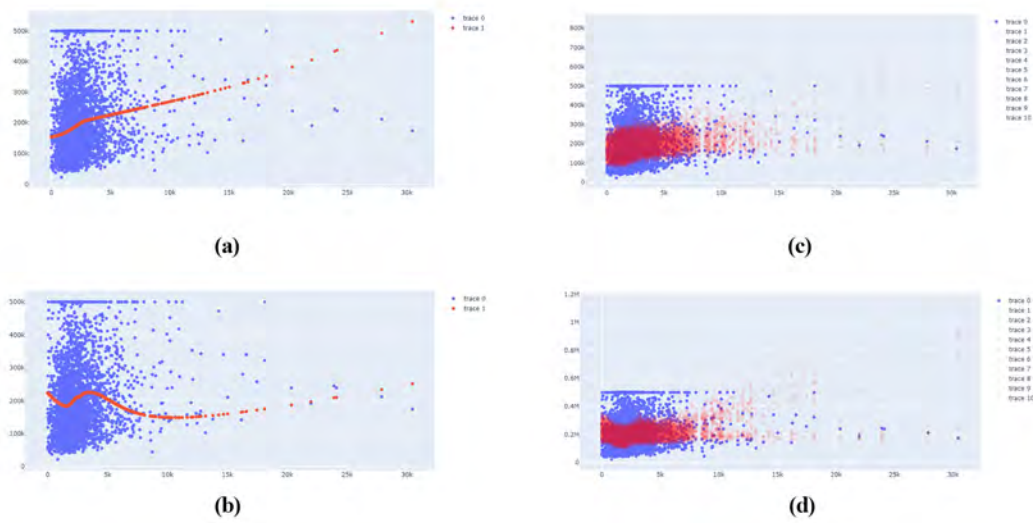 500k
400k
300k
200k
100k
0
0
5k
10k
15k
20k
25k
30k
trace 0
trace 1
(a)
800k
700k
600k
500k
400k
300k
200k
100k
0
0
5k
10k
15k
20k
25k
30k
trace 0
trace 1
trace 2
trace 3
trace 4
trace 5
trace 6
trace 7
trace 8
trace 9
trace 10
(c)
500k
400k
300k
200k
100k
0
0
5k
10k
15k
20k
25k
30k
trace 0
trace 1
(b)
1.2M
1M
0.8M
0.6M
0.4M
0.2M
0
0
5k
10k
15k
20k
25k
30k
trace 0
trace 1
trace 2
trace 3
trace 4
trace 5
trace 6
trace 7
trace 8
trace 9
trace 10
(d)